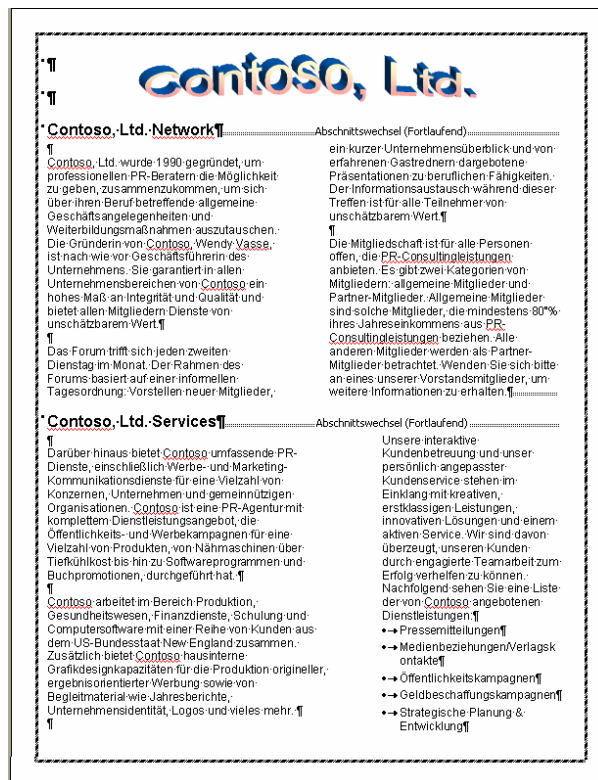 Contoso, Ltd.
Contoso, Ltd. Network¶
Abschnittswechsel (Fortlaufend)
¶
Contoso, Ltd. wurde 1990 gegründet, um
professionellen PR-Beratern die Möglichkeit
zu geben, zusammenzukommen, um sich
über ihren Beruf betreffende allgemeine
Geschäftsangelegenheiten und
Weiterbildungsmaßnahmen auszutauschen.
Die Gründerin von Contoso, Wendy Vasse,
ist nach wie vor Geschäftsführerin des
Unternehmens. Sie garantiert in allen
Unternehmensbereichen von Contoso ein
hohes Maß an Integrität und Qualität und
bietet allen Mitgliedern Dienste von
unschätzbarem Wert.¶
¶
Das Forum trifft sich jeden zweiten
Dienstag im Monat. Der Rahmen des
Forums basiert auf einer informellen
Tagesordnung: Vorstellen neuer Mitglieder,
ein kurzer Unternehmensüberblick und von
erfahrenen Gastrednern dargebotene
Präsentationen zu beruflichen Fähigkeiten.
Der Informationsaustausch während dieser
Treffen ist für alle Teilnehmer von
unschätzbarem Wert.¶
¶
Die Mitgliedschaft ist für alle Personen
offen, die PR-Consultingleistungen
anbieten. Es gibt zwei Kategorien von
Mitgliedern: allgemeine Mitglieder und
Partner-Mitglieder. Allgemeine Mitglieder
sind solche Mitglieder, die mindestens 80°%
ihres Jahreseinkommens aus PR-
Consultingleistungen beziehen. Alle
anderen Mitglieder werden als Partner-
Mitglieder betrachtet. Wenden Sie sich bitte
an eines unserer Vorstandsmitglieder, um
weitere Informationen zu erhalten.¶
Contoso, Ltd. Services¶
Abschnittswechsel (Fortlaufend)
¶
Darüber hinaus bietet Contoso umfassende PR-
Dienste, einschließlich Werbe- und Marketing-
Kommunikationsdienste für eine Vielzahl von
Konzernen, Unternehmen und gemeinnützigen
Organisationen. Contoso ist eine PR-Agentur mit
komplettem Dienstleistungsangebot, die
Öffentlichkeits- und Werbekampagnen für eine
Vielzahl von Produkten, von Nähmaschinen über
Tiefkühlkost bis hin zu Softwareprogrammen und
Buchpromotionen, durchgeführt hat. ¶
¶
Contoso arbeitet im Bereich Produktion,
Gesundheitswesen, Finanzdienste, Schulung und
Computersoftware mit einer Reihe von Kunden aus
dem US-Bundesstaat New England zusammen.
Zusätzlich bietet Contoso hausinterne
Grafikdesignkapazitäten für die Produktion origineller,
ergebnisorientierter Werbung sowie von
Begleitmaterial wie Jahresberichte,
Unternehmensidentität, Logos und vieles mehr. ¶
¶
Unsere interaktive
Kundenbetreuung und unser
persönlich angepasster
Kundenservice stehen im
Einklang mit kreativen,
erstklassigen Leistungen,
innovativen Lösungen und einem
aktiven Service. Wir sind davon
überzeugt, unseren Kunden
durch engagierte Teamarbeit zum
Erfolg verhelfen zu können.
Nachfolgend sehen Sie eine Liste
der von Contoso angebotenen
Dienstleistungen:¶
• Pressemitteilungen¶
• Medienbeziehungen/Verlagsk
ontakte¶
• Öffentlichkeitskampagnen¶
• Geldbeschaffungskampagnen¶
• Strategische Planung &
Entwicklung¶